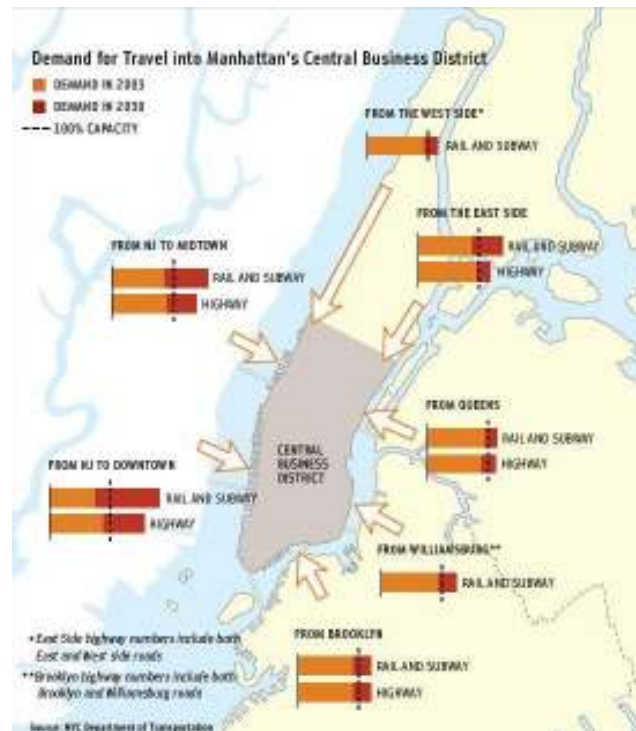 Demand for Travel into Manhattan's Central Business District
DEMAND IN 2003
DEMAND IN 2030
100% CAPACITY
FROM THE WEST SIDE*
RAIL AND SUBWAY
FROM THE EAST SIDE
RAIL AND SUBWAY
HIGHWAY
FROM NJ TO MIDTOWN
RAIL AND SUBWAY
HIGHWAY
FROM QUEENS
RAIL AND SUBWAY
HIGHWAY
CENTRAL
BUSINESS
DISTRICT
FROM NJ TO DOWNTOWN
RAIL AND SUBWAY
HIGHWAY
FROM WILLIAMSBURG**
RAIL AND SUBWAY
FROM BROOKLYN
RAIL AND SUBWAY
HIGHWAY
*East Side highway numbers include both
East and West side roads
**Brooklyn highway numbers include both
Brooklyn and Williamsburg roads
Source: NYC Department of Transportation